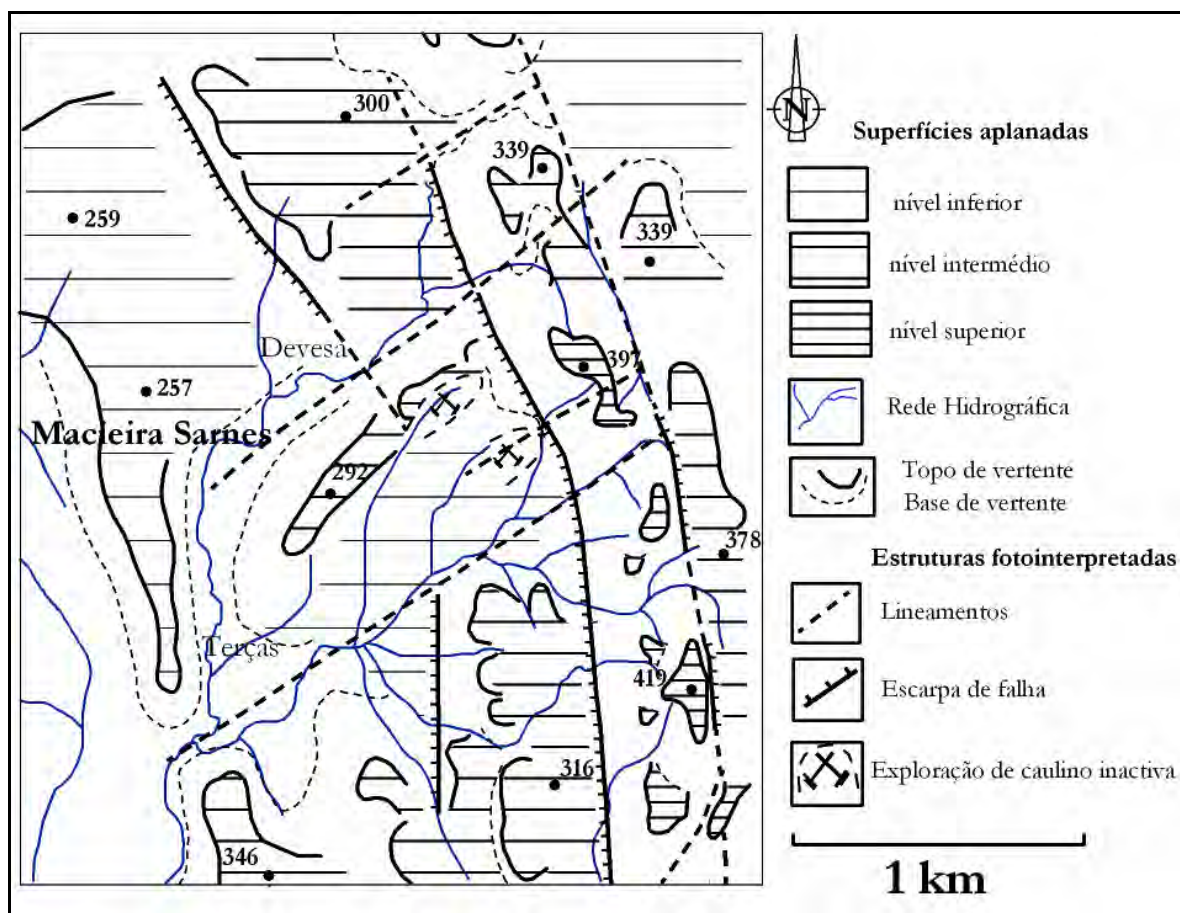 300
339
259
339
Devesa
397
257
Macieira Sarnes
292
378
Terças
419
316
346
N
Superfícies aplanadas
nível inferior
nível intermédio
nível superior
Rede Hidrográfica
Topo de vertente
Base de vertente
Estruturas fotointerpretadas
Lineamentos
Escarpa de falha
Exploração de caulino inactiva
1 km